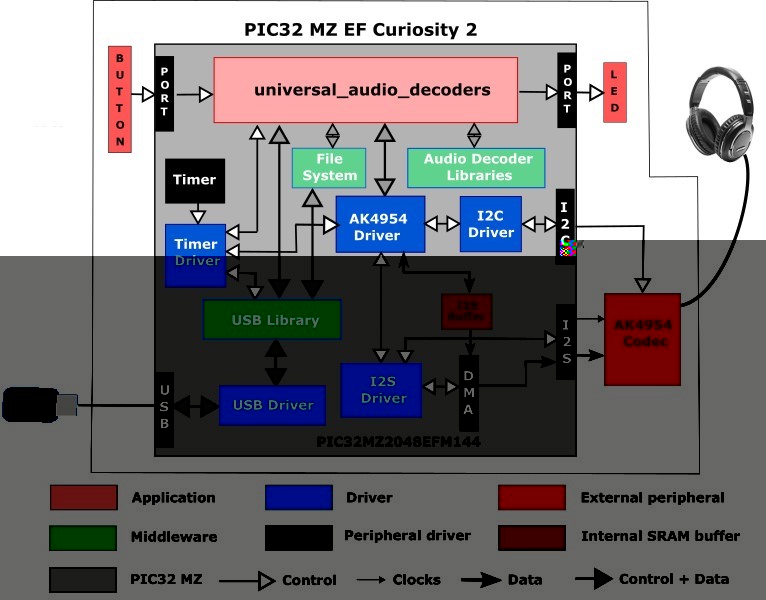 PIC32 MZ EF Curiosity 2
BUTTON
PORT
universal_audio_decoders
PORT
LED
File
System
Audio Decoder
Libraries
Timer
AK4954
Driver
I2C
Driver
I2C
Timer
Driver
USB Library
Buffer
I2S
AK4954
Codec
USB
USB Driver
I2S
Driver
DMA
PIC32MZ2048EFM144
Application
Driver
External peripheral
Middleware
Peripheral driver
Internal SRAM buffer
PIC32 MZ
Control
Clocks
Data
Control + Data